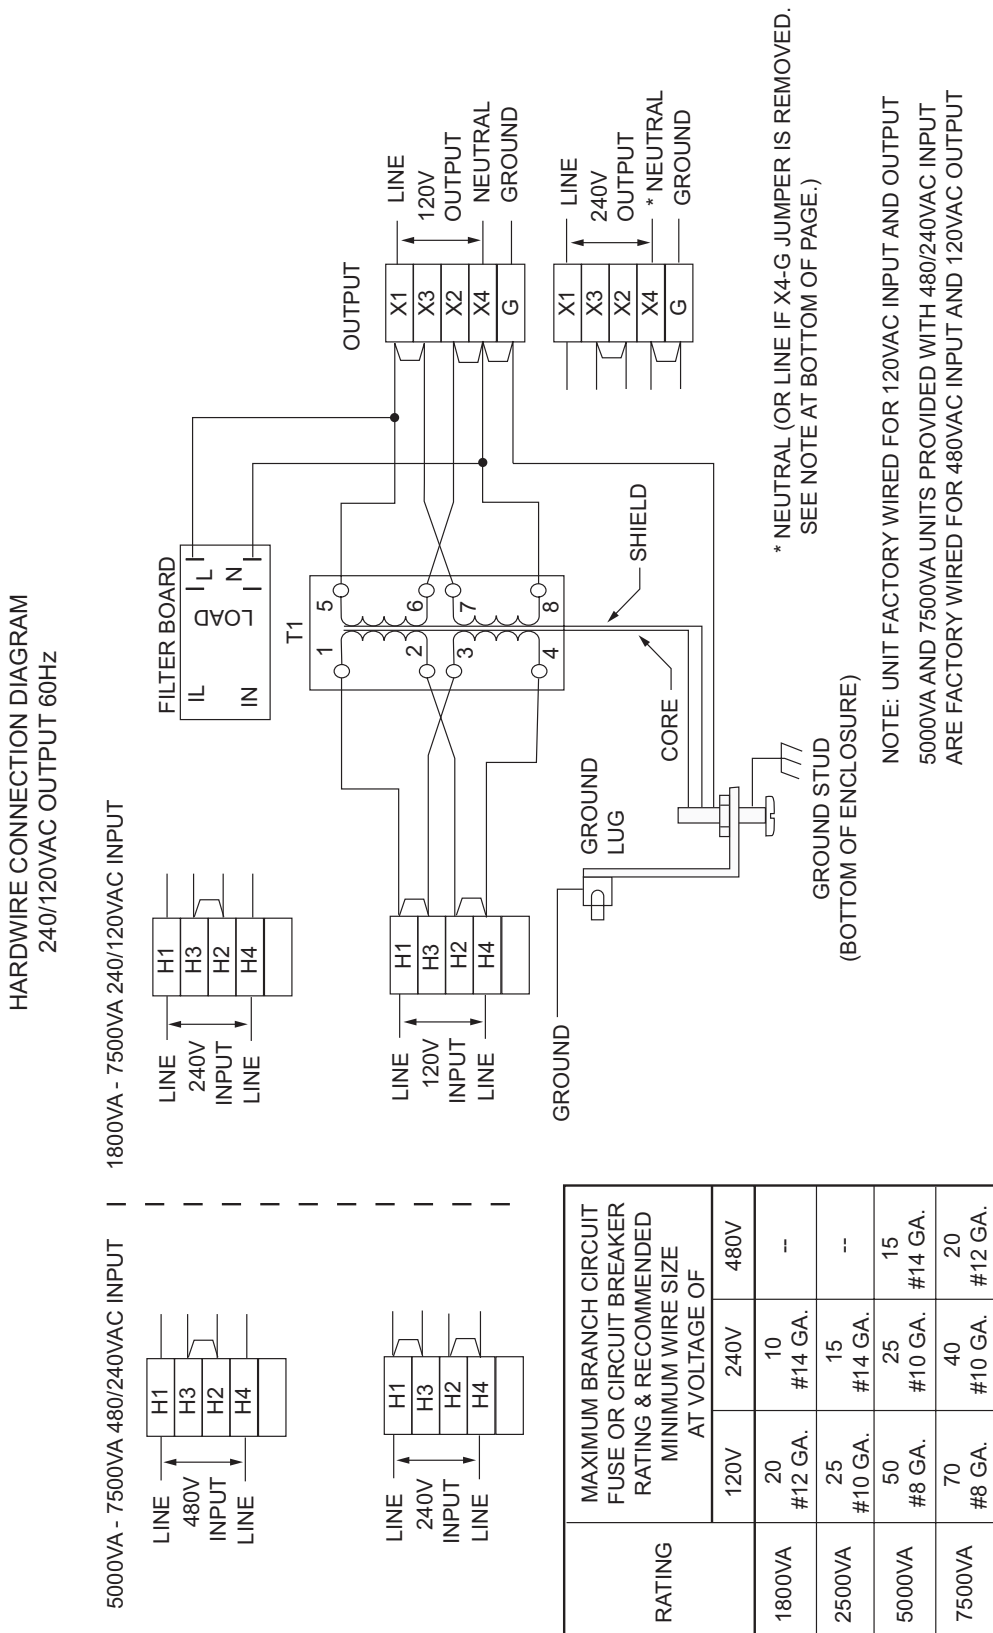 HARDWIRE CONNECTION DIAGRAM
240/120VAC OUTPUT 60Hz
5000VA - 7500VA 480/240VAC INPUT
1800VA - 7500VA 240/120VAC INPUT
LINE
480V
INPUT
LINE
H1
H3
H2
H4
LINE
240V
INPUT
LINE
H1
H3
H2
H4
LINE
240V
INPUT
LINE
H1
H3
H2
H4
LINE
120V
INPUT
LINE
H1
H3
H2
H4
FILTER BOARD
IL
IN
LOAD
L
N
T1
1
2
3
4
5
6
7
8
OUTPUT
X1
X3
X2
X4
G
LINE
120V
OUTPUT
NEUTRAL
GROUND
X1
X3
X2
X4
G
LINE
240V
OUTPUT
* NEUTRAL
GROUND
SHIELD
CORE
GROUND
GROUND
LUG
GROUND STUD
(BOTTOM OF ENCLOSURE)
* NEUTRAL (OR LINE IF X4-G JUMPER IS REMOVED.
SEE NOTE AT BOTTOM OF PAGE.)
NOTE: UNIT FACTORY WIRED FOR 120VAC INPUT AND OUTPUT
5000VA AND 7500VA UNITS PROVIDED WITH 480/240VAC INPUT
ARE FACTORY WIRED FOR 480VAC INPUT AND 120VAC OUTPUT
RATING
MAXIMUM BRANCH CIRCUIT
FUSE OR CIRCUIT BREAKER
RATING & RECOMMENDED
MINIMUM WIRE SIZE
AT VOLTAGE OF
120V 240V 480V
1800VA 20 #12 GA. 10 #14 GA. --
2500VA 25 #10 GA. 15 #14 GA. --
5000VA 50 #8 GA. 25 #10 GA. 15 #14 GA.
7500VA 70 #8 GA. 40 #10 GA. 20 #12 GA.